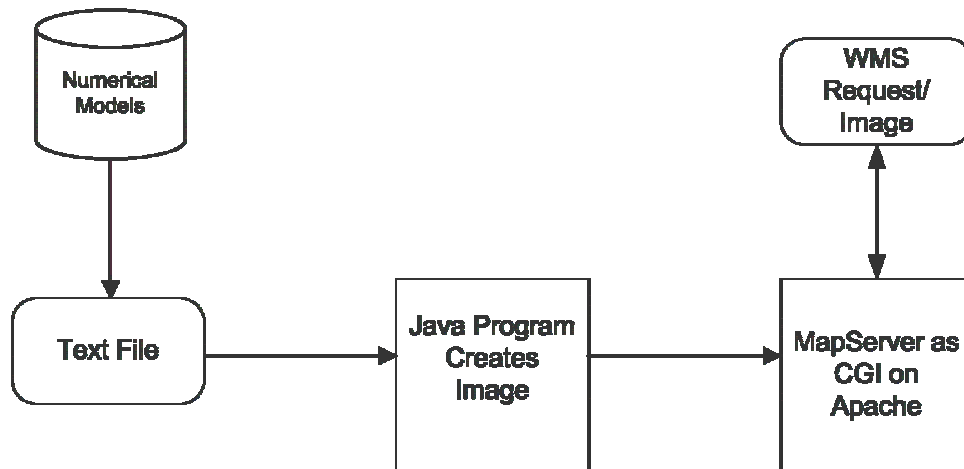 Numerical
Models
WMS
Request/
Image
Text File
Java Program
Creates
Image
MapServer as
CGI on
Apache